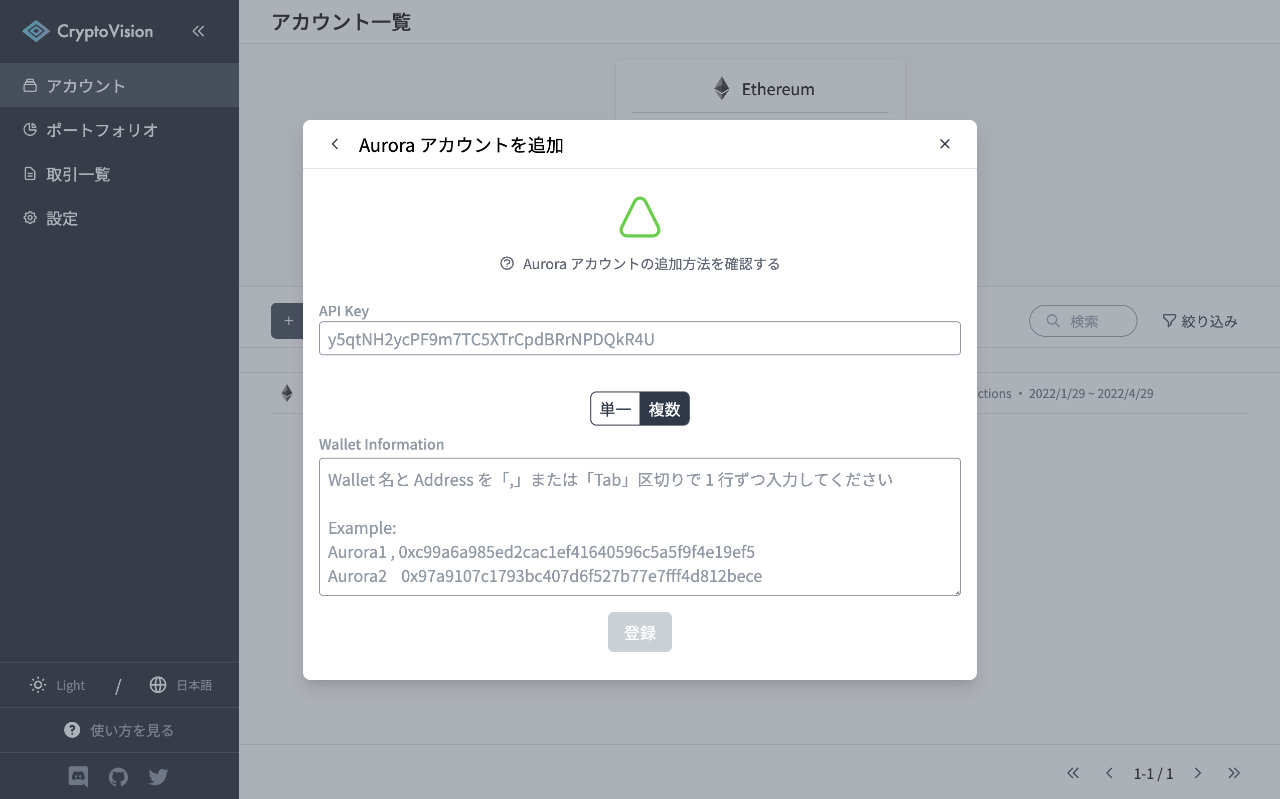 CryptoVision
アカウント
ポートフォリオ
取引一覧
設定
Light / 日本語
使い方を見る
アカウント一覧
Ethereum
Aurora アカウントを追加
Aurora アカウントの追加方法を確認する
API Key
y5qtNH2ycPF9m7TC5XTrCpdBRrNPDQkR4U
単一 複数
Wallet Information
Wallet 名と Address を「,」または「Tab」区切りで 1 行ずつ入力してください
Example:
Aurora1 , 0xc99a6a985ed2cac1ef41640596c5a5f9f4e19ef5
Aurora2 0x97a9107c1793bc407d6f527b77e7fff4d812bece
登録
+
検索
絞り込み
ctions・2022/1/29 ~ 2022/4/29
1-1 / 1